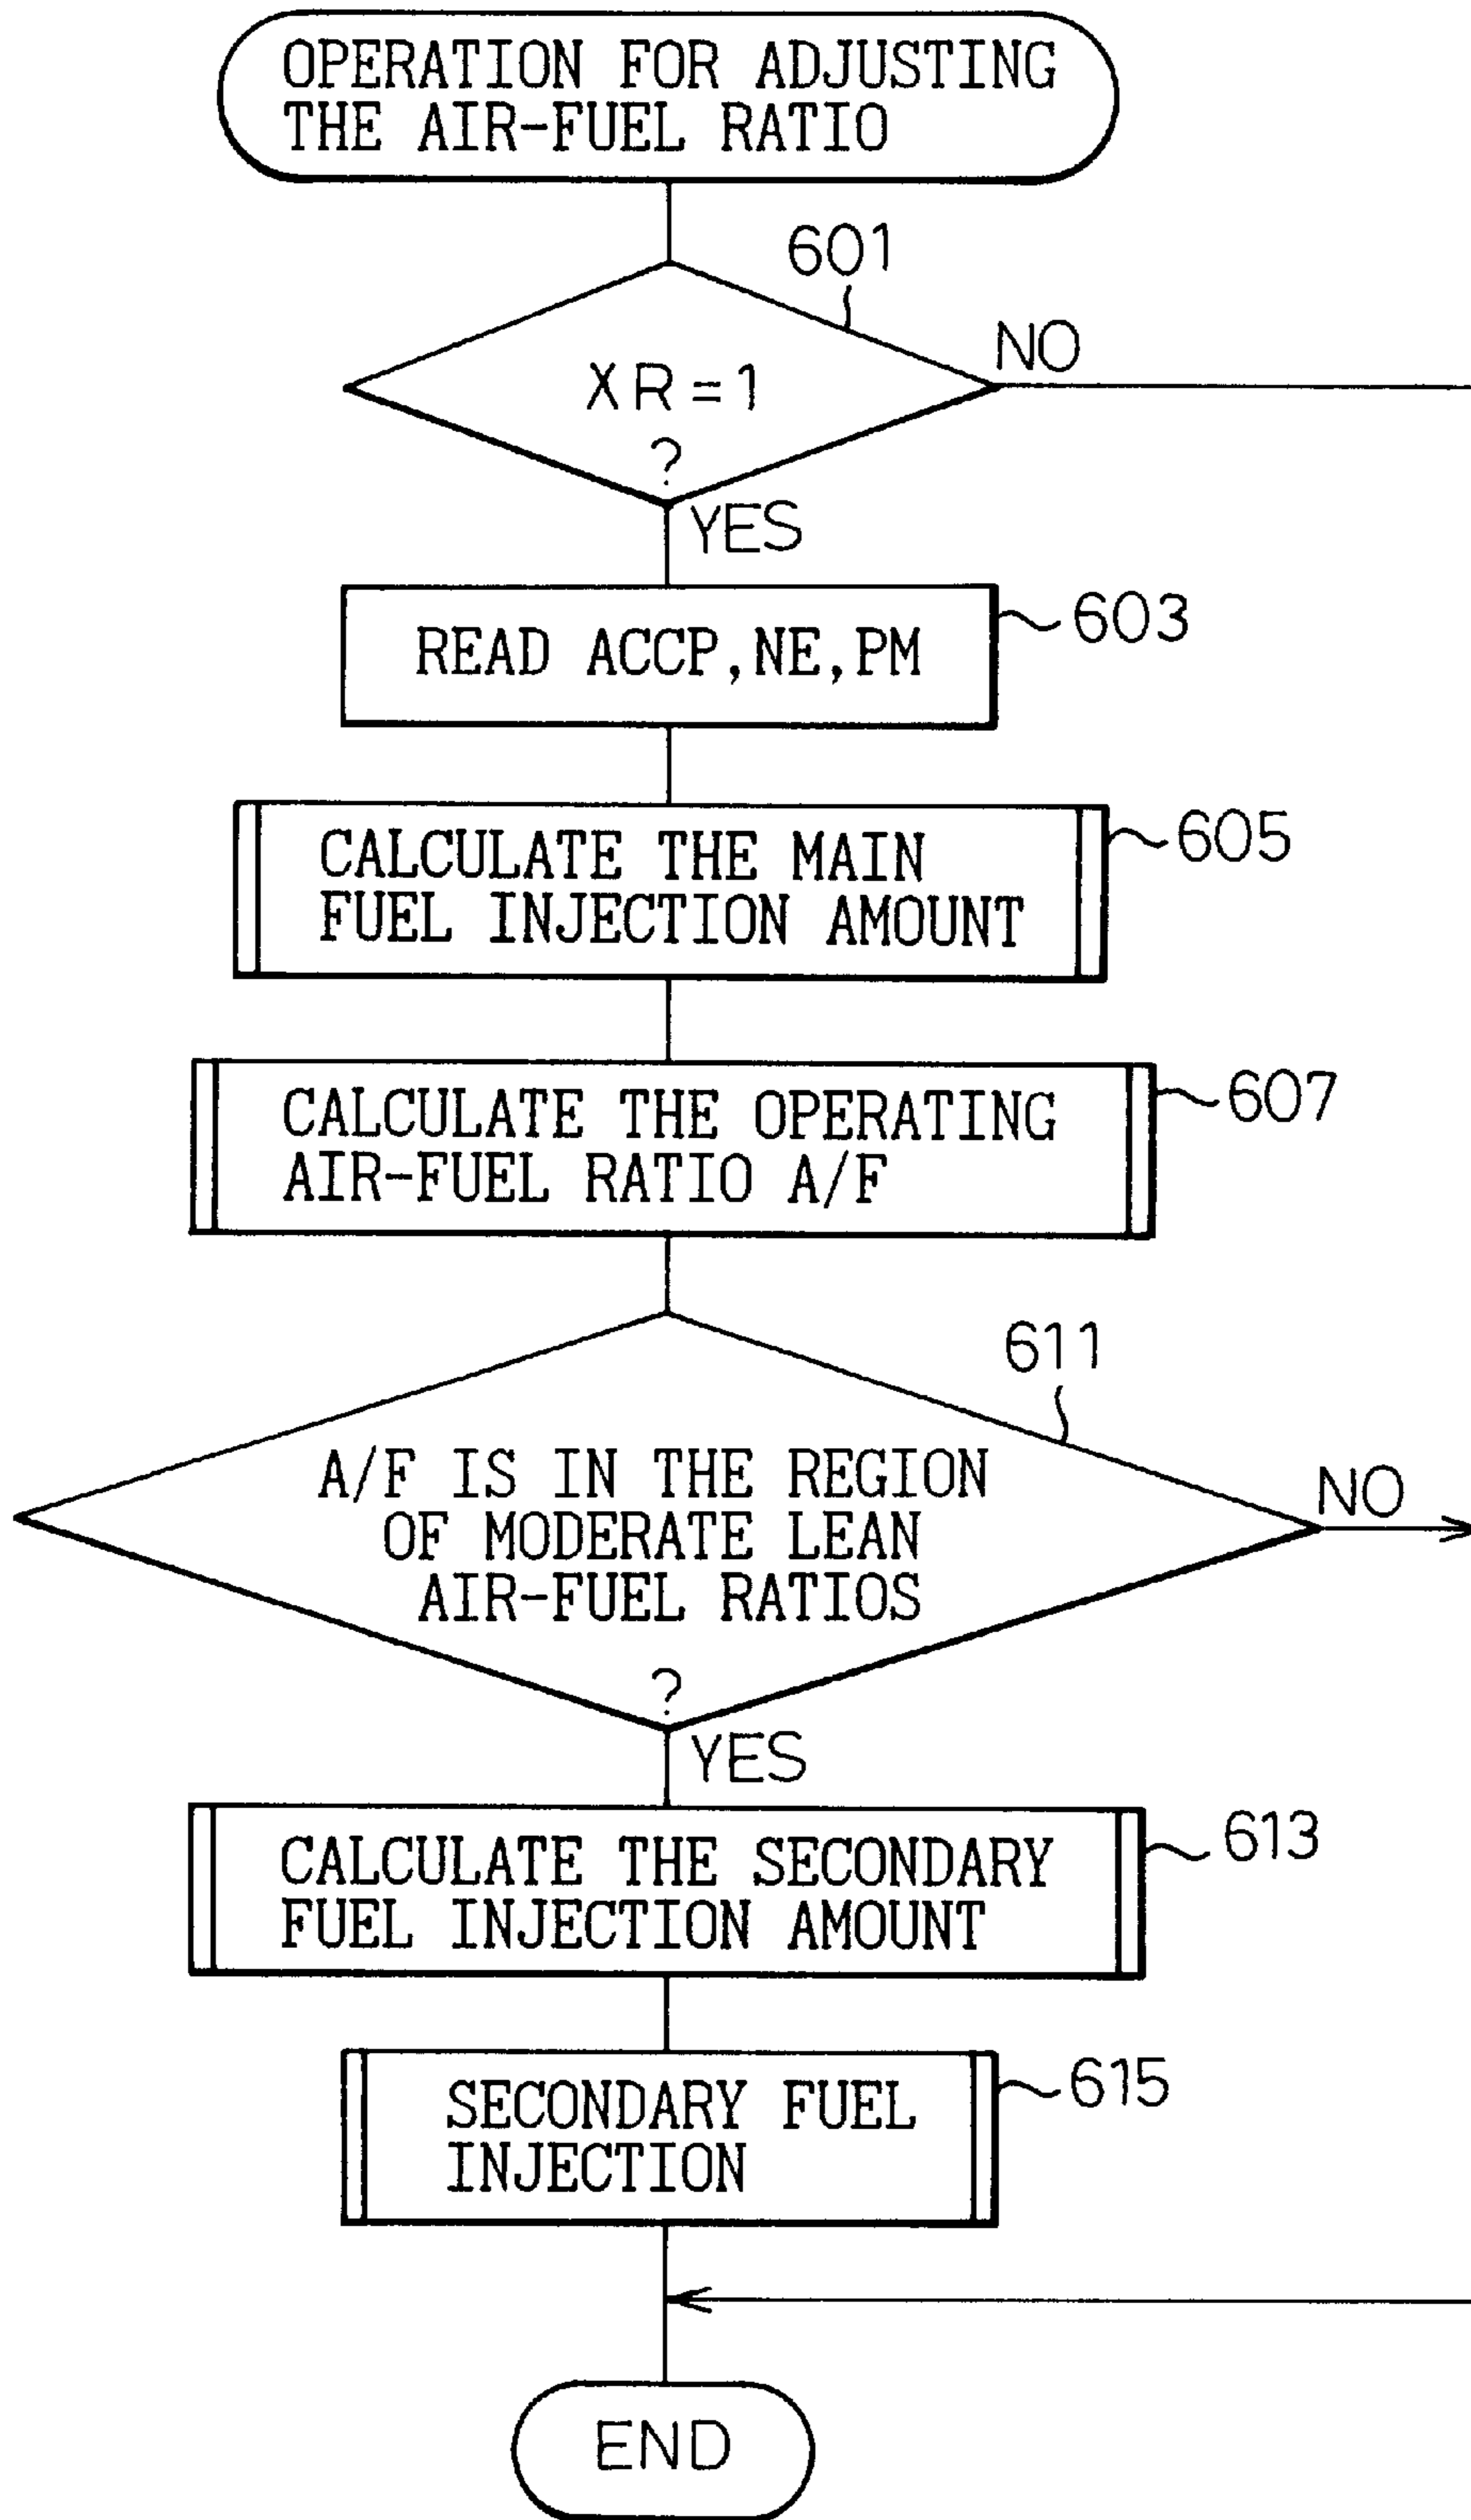 OPERATION FOR ADJUSTING
THE AIR-FUEL RATIO
601
NO
XR=1
?
YES
READ ACCP,NE,PM
603
CALCULATE THE MAIN
FUEL INJECTION AMOUNT
605
CALCULATE THE OPERATING
AIR-FUEL RATIO A/F
607
611
A/F IS IN THE REGION
OF MODERATE LEAN
AIR-FUEL RATIOS
?
NO
YES
CALCULATE THE SECONDARY
FUEL INJECTION AMOUNT
613
SECONDARY FUEL
INJECTION
615
END